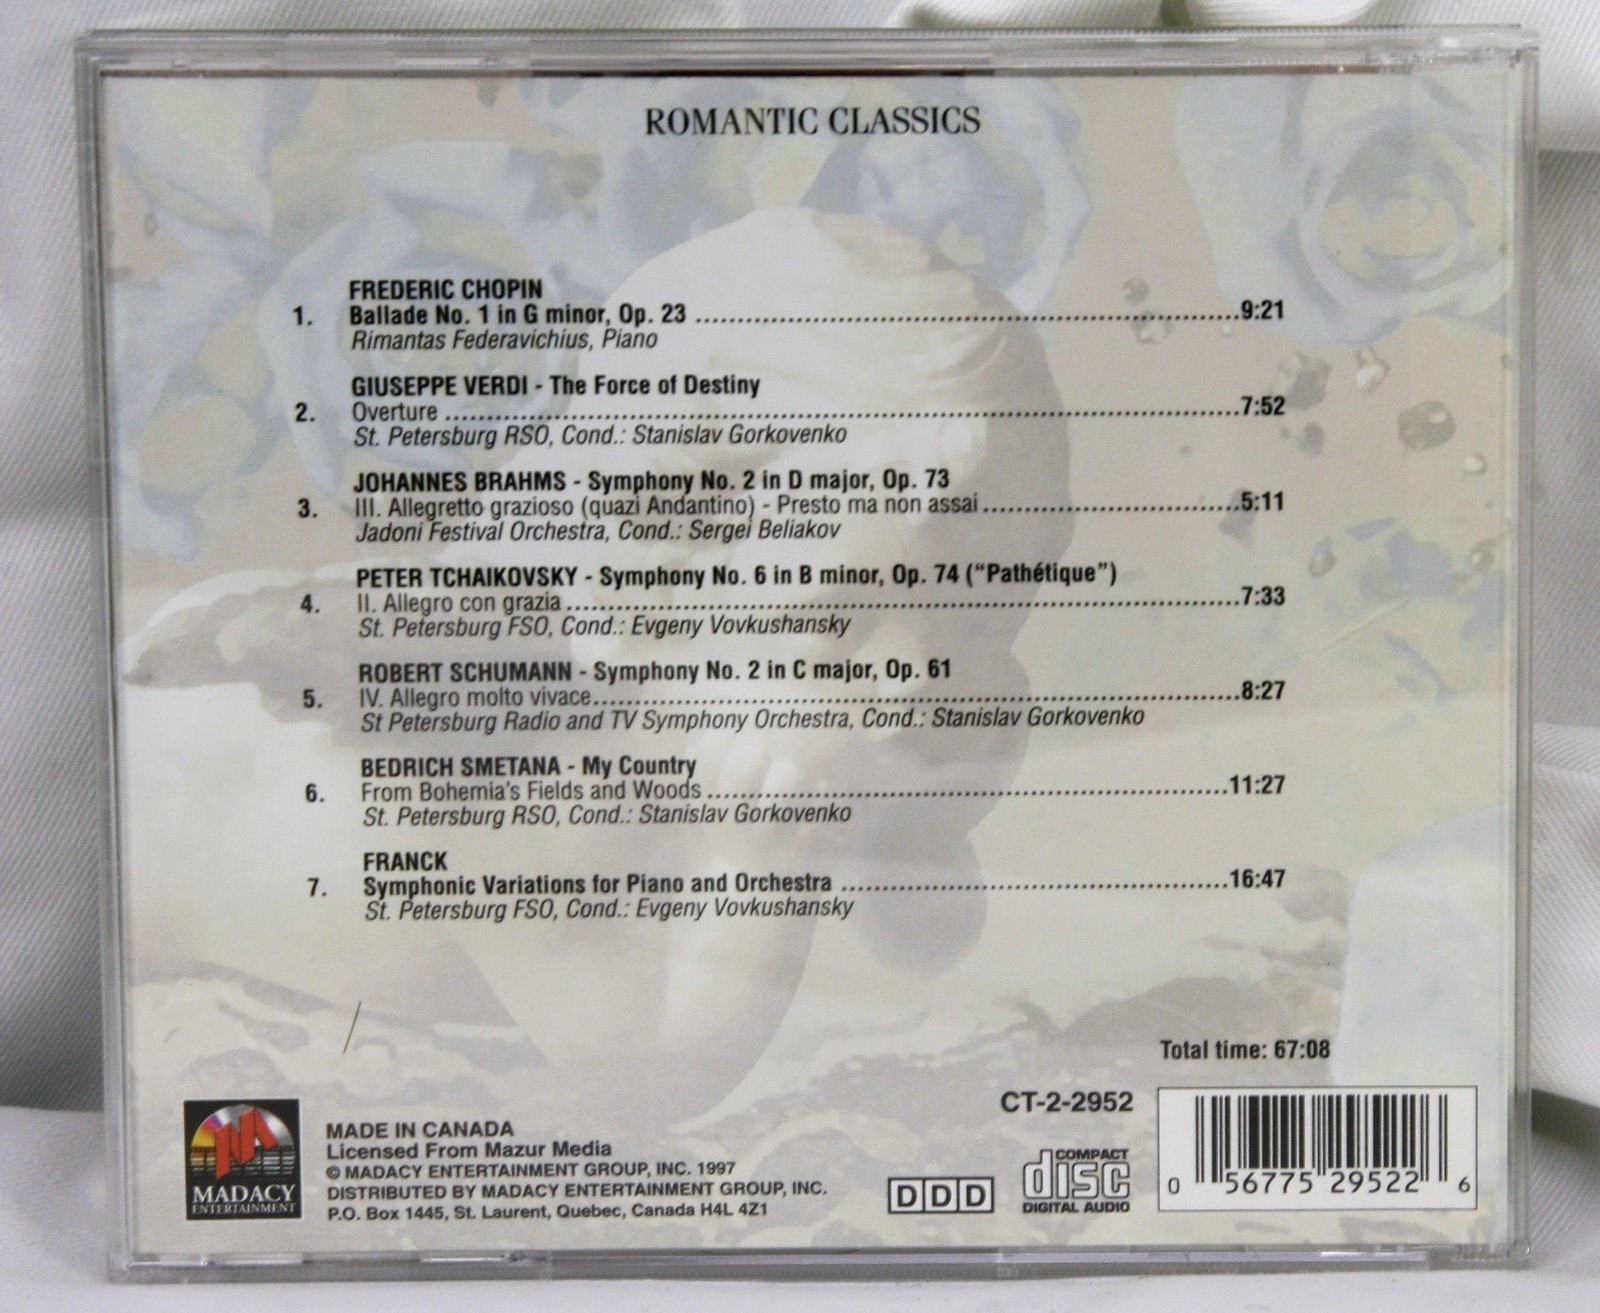 ROMANTIC CLASSICS
FREDERIC CHOPIN
1. Ballade No. 1 in G minor, Op. 23 ........ 9:21
Rimantas Federavichius, Piano
GIUSEPPE VERDI - The Force of Destiny
2. Overture ........ 7:52
St. Petersburg RSO, Cond.: Stanislav Gorkovenko
JOHANNES BRAHMS - Symphony No. 2 in D major, Op. 73
3. III. Allegretto grazioso (quazi Andantino) - Presto ma non assai ........ 5:11
Jadoni Festival Orchestra, Cond.: Sergei Beliakov
PETER TCHAIKOVSKY - Symphony No. 6 in B minor, Op. 74 ("Pathétique")
4. II. Allegro con grazia ........ 7:33
St. Petersburg FSO, Cond.: Evgeny Vovkushansky
ROBERT SCHUMANN - Symphony No. 2 in C major, Op. 61
5. IV. Allegro molto vivace ........ 8:27
St Petersburg Radio and TV Symphony Orchestra, Cond.: Stanislav Gorkovenko
BEDRICH SMETANA - My Country
6. From Bohemia's Fields and Woods ........ 11:27
St. Petersburg RSO, Cond.: Stanislav Gorkovenko
FRANCK
7. Symphonic Variations for Piano and Orchestra ........ 16:47
St. Petersburg FSO, Cond.: Evgeny Vovkushansky
Total time: 67:08
CT-2-2952
MADE IN CANADA
Licensed From Mazur Media
© MADACY ENTERTAINMENT GROUP, INC. 1997
DISTRIBUTED BY MADACY ENTERTAINMENT GROUP, INC.
P.O. Box 1445, St. Laurent, Quebec, Canada H4L 4Z1
MADACY
ENTERTAINMENT
DDD
COMPACT
disc
DIGITAL AUDIO
0 56775 29522 6